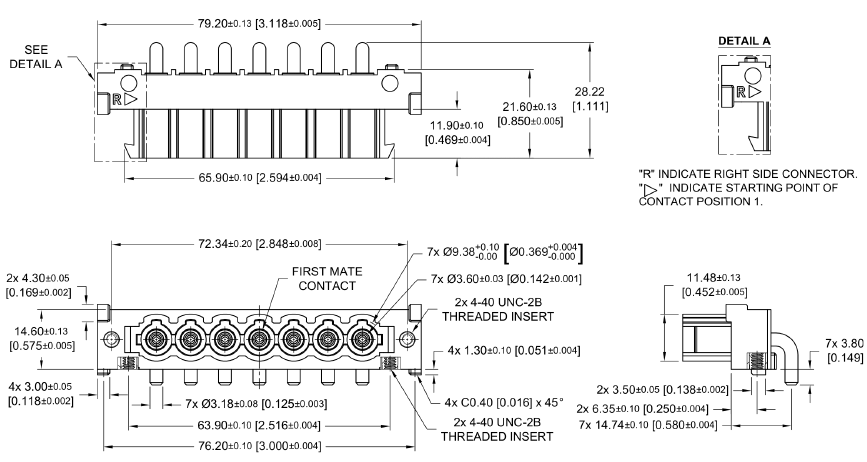 79.20±0.13 [3.118±0.005]
SEE
DETAIL A
R
28.22
[1.111]
21.60±0.13
[0.850±0.005]
11.90±0.10
[0.469±0.004]
65.90±0.10 [2.594±0.004]
DETAIL A
R
"R" INDICATE RIGHT SIDE CONNECTOR.
"▷" INDICATE STARTING POINT OF
CONTACT POSITION 1.
72.34±0.20 [2.848±0.008]
7x Ø9.38+0.10 -0.00 [Ø0.369+0.004 -0.000]
FIRST MATE
CONTACT
7x Ø3.60±0.03 [Ø0.142±0.001]
2x 4-40 UNC-2B
THREADED INSERT
2x 4.30±0.05
[0.169±0.002]
14.60±0.13
[0.575±0.005]
4x 1.30±0.10 [0.051±0.004]
4x 3.00±0.05
[0.118±0.002]
7x Ø3.18±0.08 [0.125±0.003]
4x C0.40 [0.016] x 45°
2x 4-40 UNC-2B
THREADED INSERT
63.90±0.10 [2.516±0.004]
76.20±0.10 [3.000±0.004]
11.48±0.13
[0.452±0.005]
7x 3.80
[0.149]
2x 3.50±0.05 [0.138±0.002]
2x 6.35±0.10 [0.250±0.004]
7x 14.74±0.10 [0.580±0.004]